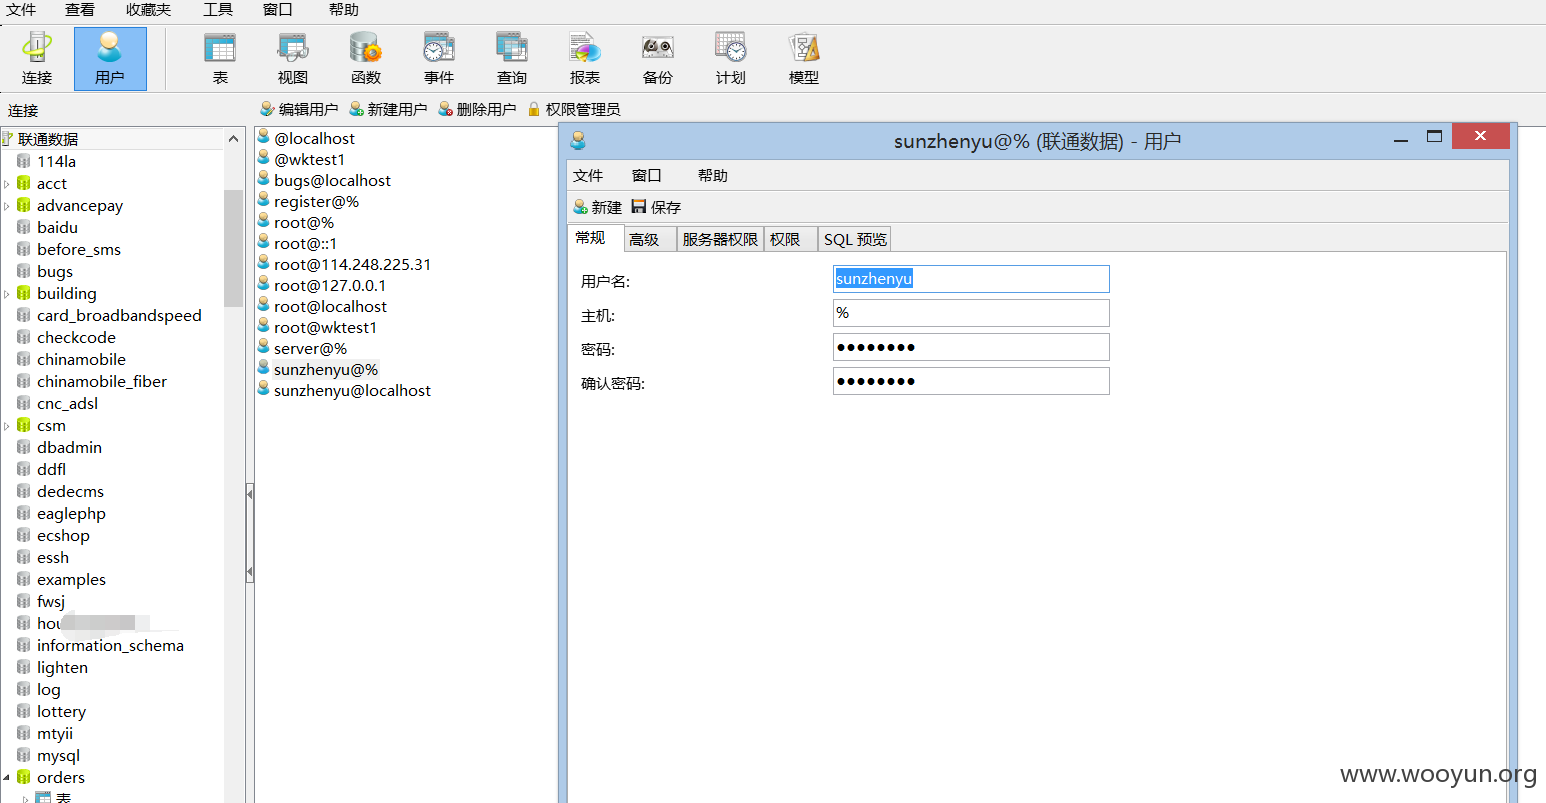 文件 查看 收藏夹 工具 窗口 帮助
连接 用户 表 视图 函数 事件 查询 报表 备份 计划 模型
连接
编辑用户 新建用户 删除用户 权限管理员
联通数据
114la
acct
advancepay
baidu
before_sms
bugs
building
card_broadbandspeed
checkcode
chinamobile
chinamobile_fiber
cnc_adsl
csm
dbadmin
ddfl
dedecms
eaglephp
ecshop
essh
examples
fwsj
information_schema
lighten
log
lottery
mtyii
mysql
orders
表
@localhost
@wktest1
bugs@localhost
register@%
root@%
root@::1
root@114.248.225.31
root@127.0.0.1
root@localhost
root@wktest1
server@%
sunzhenyu@%
sunzhenyu@localhost
sunzhenyu@% (联通数据) - 用户
文件 窗口 帮助
新建 保存
常规 高级 服务器权限 权限 SQL 预览
用户名: sunzhenyu
主机: %
密码: ●●●●●●●●
确认密码: ●●●●●●●●
www.wooyun.org